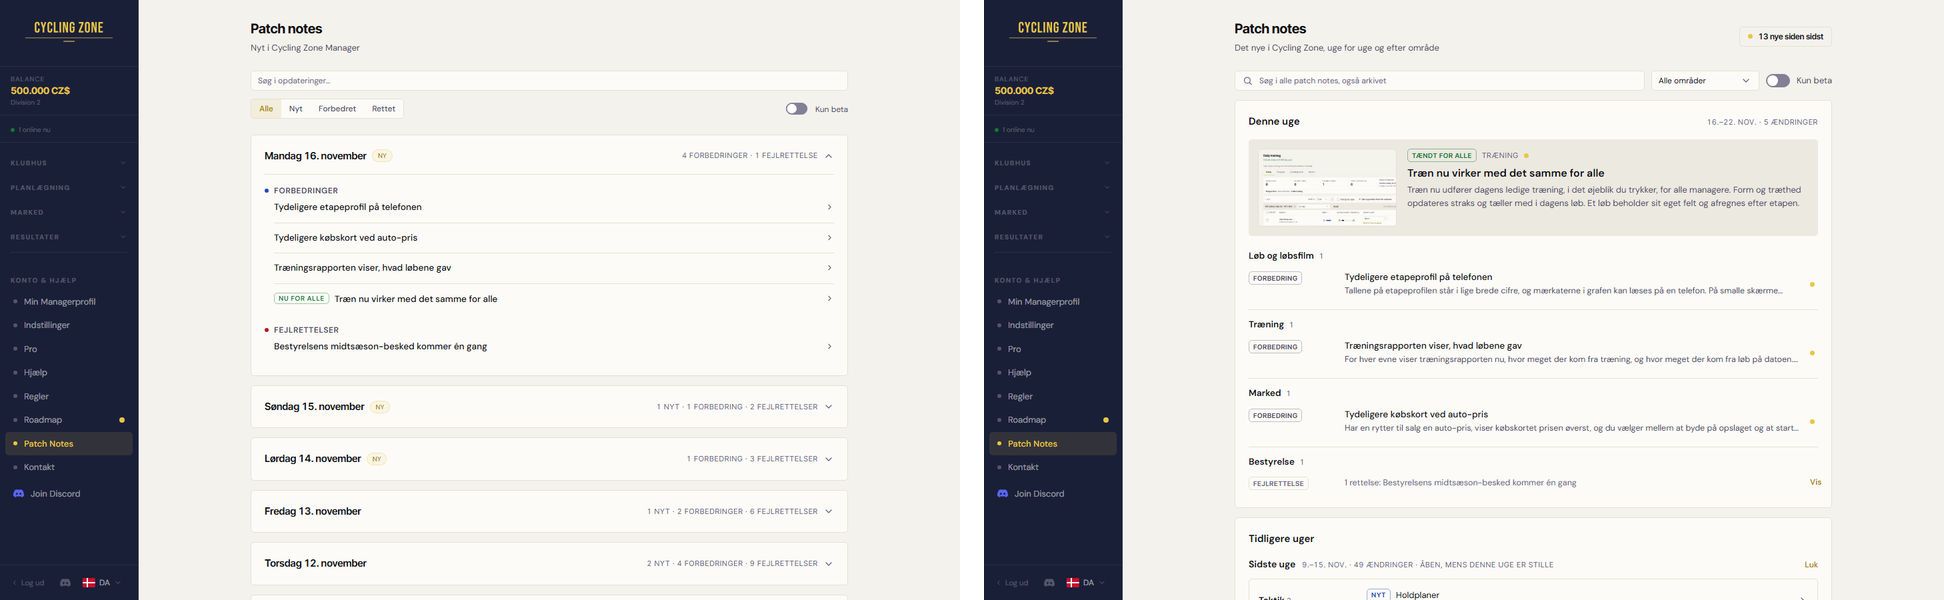 CYCLING ZONE
BALANCE
500.000 CZ$
Division 2
1 online nu
KLUBHUS
PLANLÆGNING
MARKED
RESULTATER
KONTO & HJÆLP
Min Managerprofil
Indstillinger
Pro
Hjælp
Regler
Roadmap
Patch Notes
Kontakt
Join Discord
Log ud
DA
Patch notes
Nyt i Cycling Zone Manager
Søg i opdateringer...
Alle Nyt Forbedret Rettet
Kun beta
Mandag 16. november NY 4 FORBEDRINGER · 1 FEJLRETTELSE
FORBEDRINGER
Tydeligere etapeprofil på telefonen
Tydeligere købskort ved auto-pris
Træningsrapporten viser, hvad løbene gav
NU FOR ALLE Træn nu virker med det samme for alle
FEJLRETTELSER
Bestyrelsens midtsæson-besked kommer én gang
Søndag 15. november NY 1 NYT · 1 FORBEDRING · 2 FEJLRETTELSER
Lørdag 14. november NY 1 FORBEDRING · 3 FEJLRETTELSER
Fredag 13. november 1 NYT · 2 FORBEDRINGER · 6 FEJLRETTELSER
Torsdag 12. november 2 NYT · 4 FORBEDRINGER · 9 FEJLRETTELSER
CYCLING ZONE
BALANCE
500.000 CZ$
Division 2
1 online nu
KLUBHUS
PLANLÆGNING
MARKED
RESULTATER
KONTO & HJÆLP
Min Managerprofil
Indstillinger
Pro
Hjælp
Regler
Roadmap
Patch Notes
Kontakt
Join Discord
Log ud
DA
Patch notes
Det nye i Cycling Zone, uge for uge og efter område
13 nye siden sidst
Søg i alle patch notes, også arkivet
Alle områder
Kun beta
Denne uge 16.–22. NOV. · 5 ÆNDRINGER
TÆNDT FOR ALLE TRÆNING
Træn nu virker med det samme for alle
Træn nu udfører dagens ledige træning, i det øjeblik du trykker, for alle managere. Form og træthed
opdateres straks og tæller med i dagens løb. Et løb beholder sit eget felt og afregnes efter etapen.
Løb og løbsfilm 1
FORBEDRING Tydeligere etapeprofil på telefonen
Tallene på etapeprofilen står i lige brede cifre, og mærkaterne i grafen kan læses på en telefon. På smalle skærme...
Træning 1
FORBEDRING Træningsrapporten viser, hvad løbene gav
For hver evne viser træningsrapporten nu, hvor meget der kom fra træning, og hvor meget der kom fra løb på datoen....
Marked 1
FORBEDRING Tydeligere købskort ved auto-pris
Har en rytter til salg en auto-pris, viser købskortet prisen øverst, og du vælger mellem at byde på opslaget og at start...
Bestyrelse 1
FEJLRETTELSE 1 rettelse: Bestyrelsens midtsæson-besked kommer én gang Vis
Tidligere uger
Sidste uge 9.–15. NOV. · 49 ÆNDRINGER · ÅBEN, MENS DENNE UGE ER STILLE Luk
NYT Holdplaner